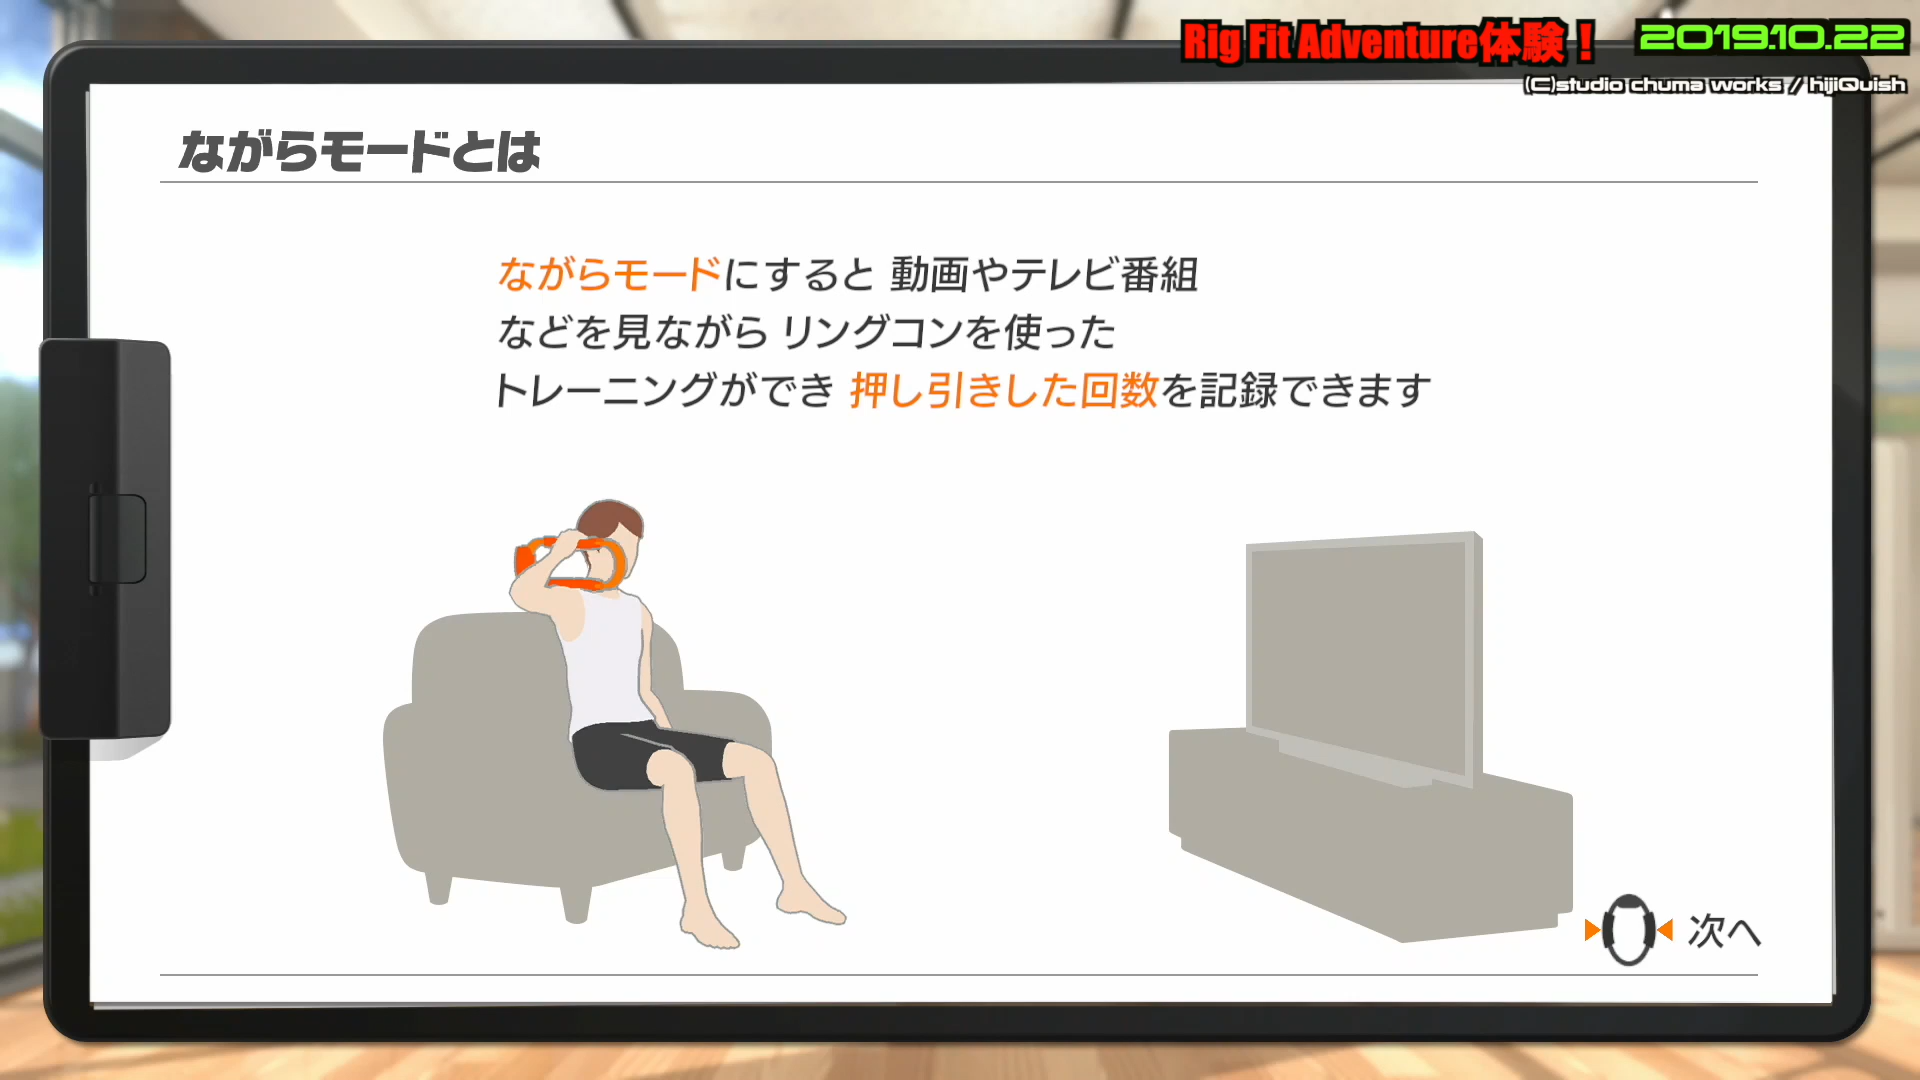 Rig Fit Adventure体験！
2019.10.22
(C)studio chuma works / hijiQuish
ながらモードとは
ながらモードにすると 動画やテレビ番組
などを見ながら リングコンを使った
トレーニングができ 押し引きした回数を記録できます
次へ